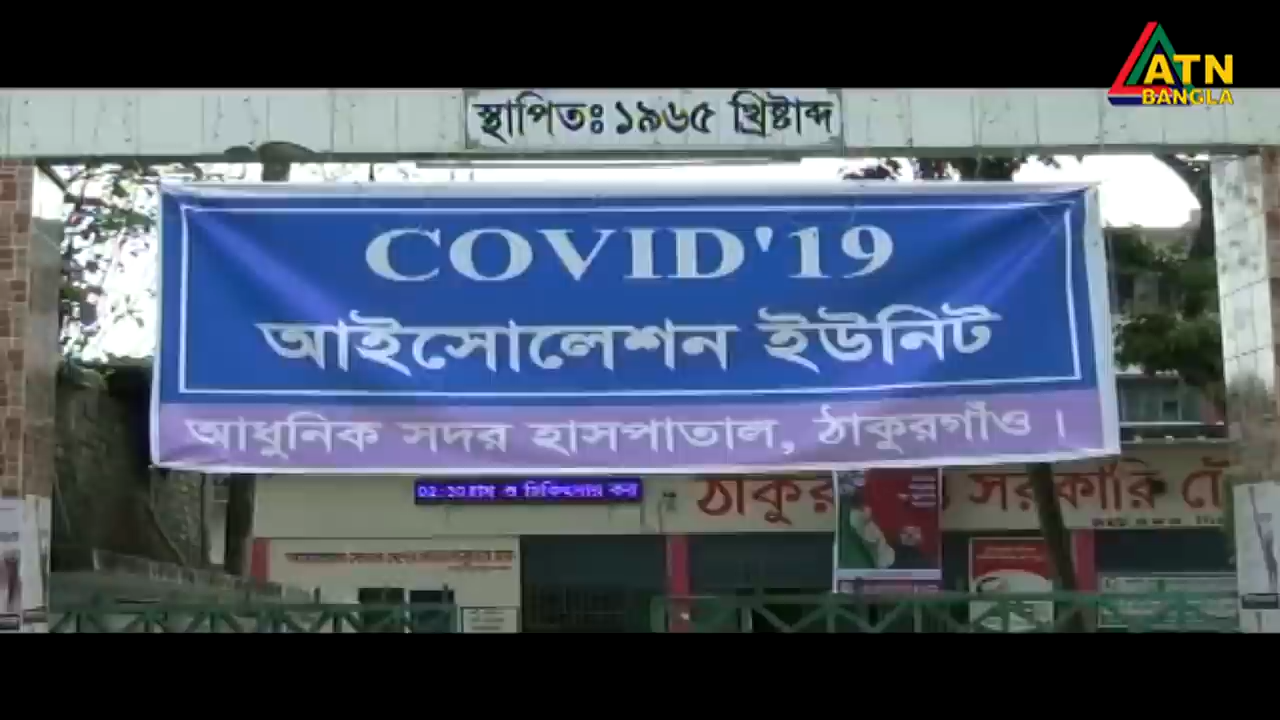 ATN
BANGLA
স্থাপিতঃ ১৯৬৫ খ্রিষ্টাব্দ
COVID'19
আইসোলেশন ইউনিট
আধুনিক সদর হাসপাতাল, ঠাকুরগাঁও।
ঠাকুর সরকারি